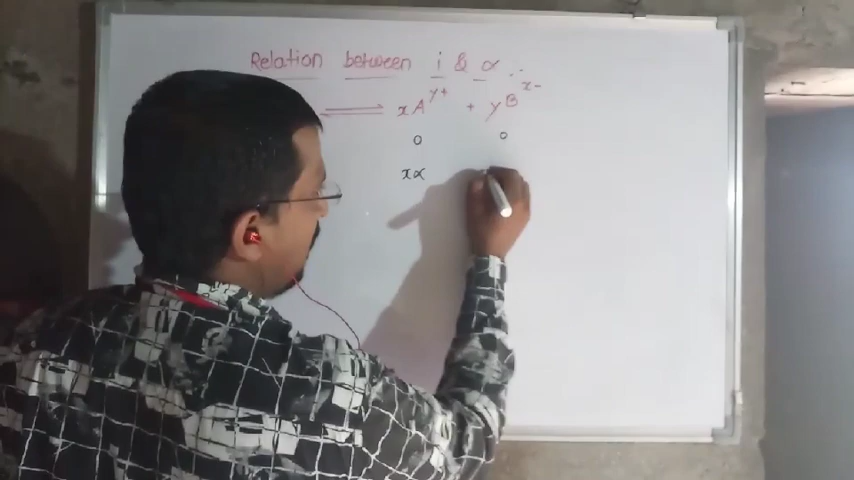 Relation between i & α :-
⇌ xA^y+ + yB^x-
0 0
xα